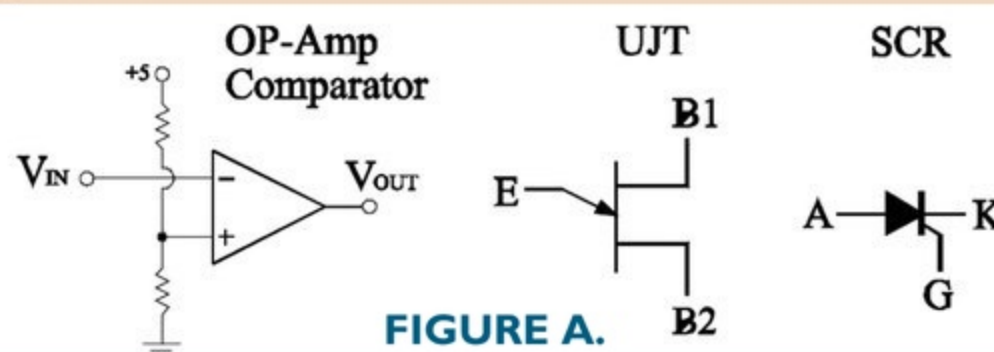 OP-Amp
Comparator
UJT
SCR
+5
VIN
-
+
VOUT
E
B1
B2
A
K
G
FIGURE A.